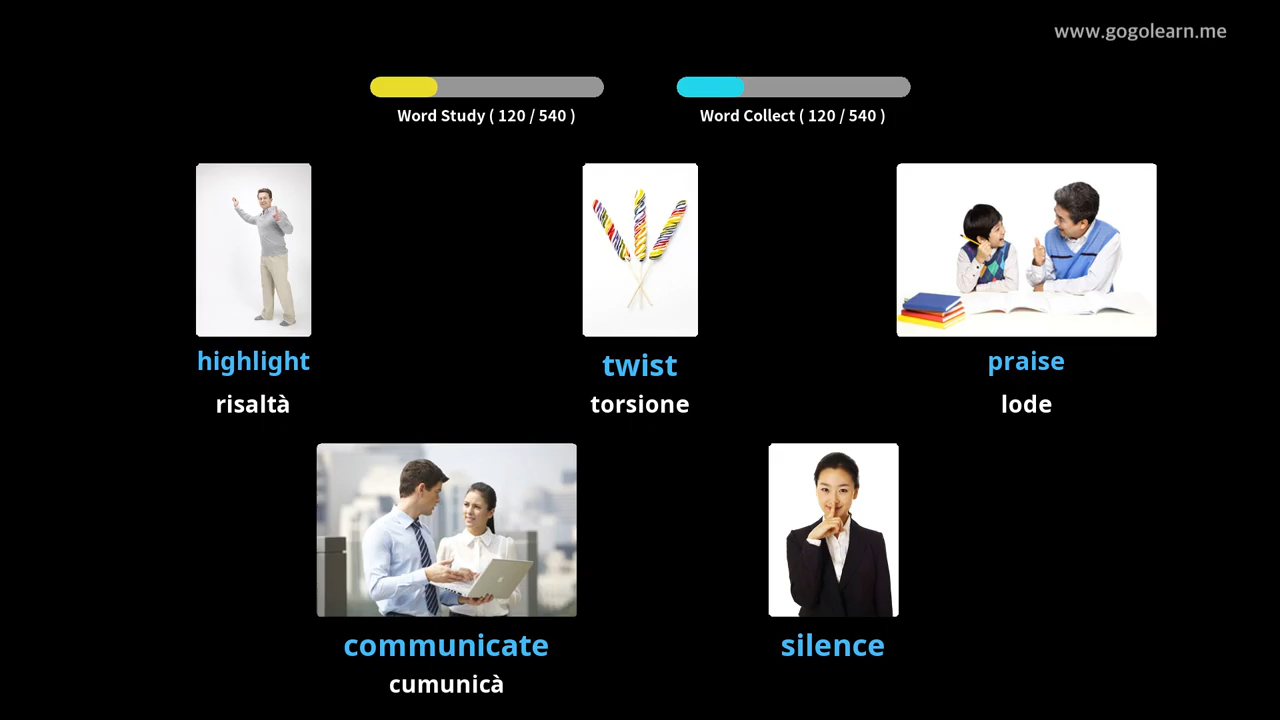 www.gogolearn.me
Word Study ( 120 / 540 )
Word Collect ( 120 / 540 )
highlight
risaltà
twist
torsione
praise
lode
communicate
cumunicà
silence